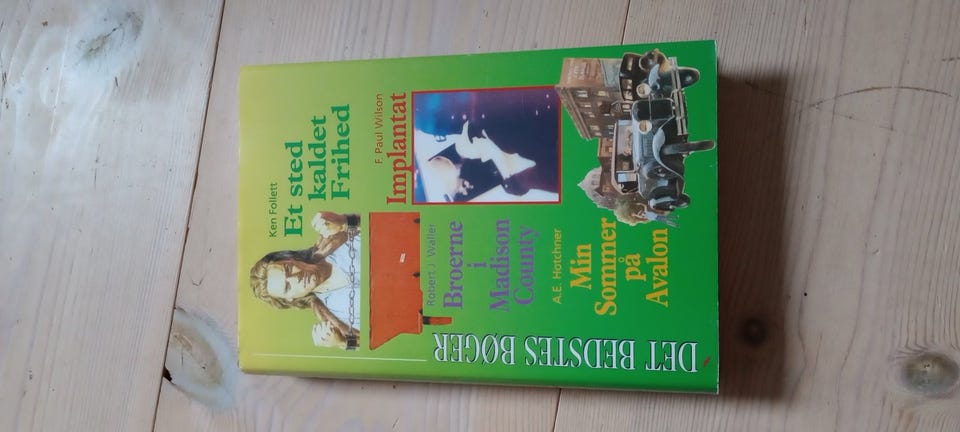 Ken Follett
Et sted
kaldet
Frihed
F. Paul Wilson
Implantat
Robert J. Waller
Broerne
i
Madison
County
A.E. Hotchner
Min
Sommer
på
Avalon
DET BEDSTES BØGER